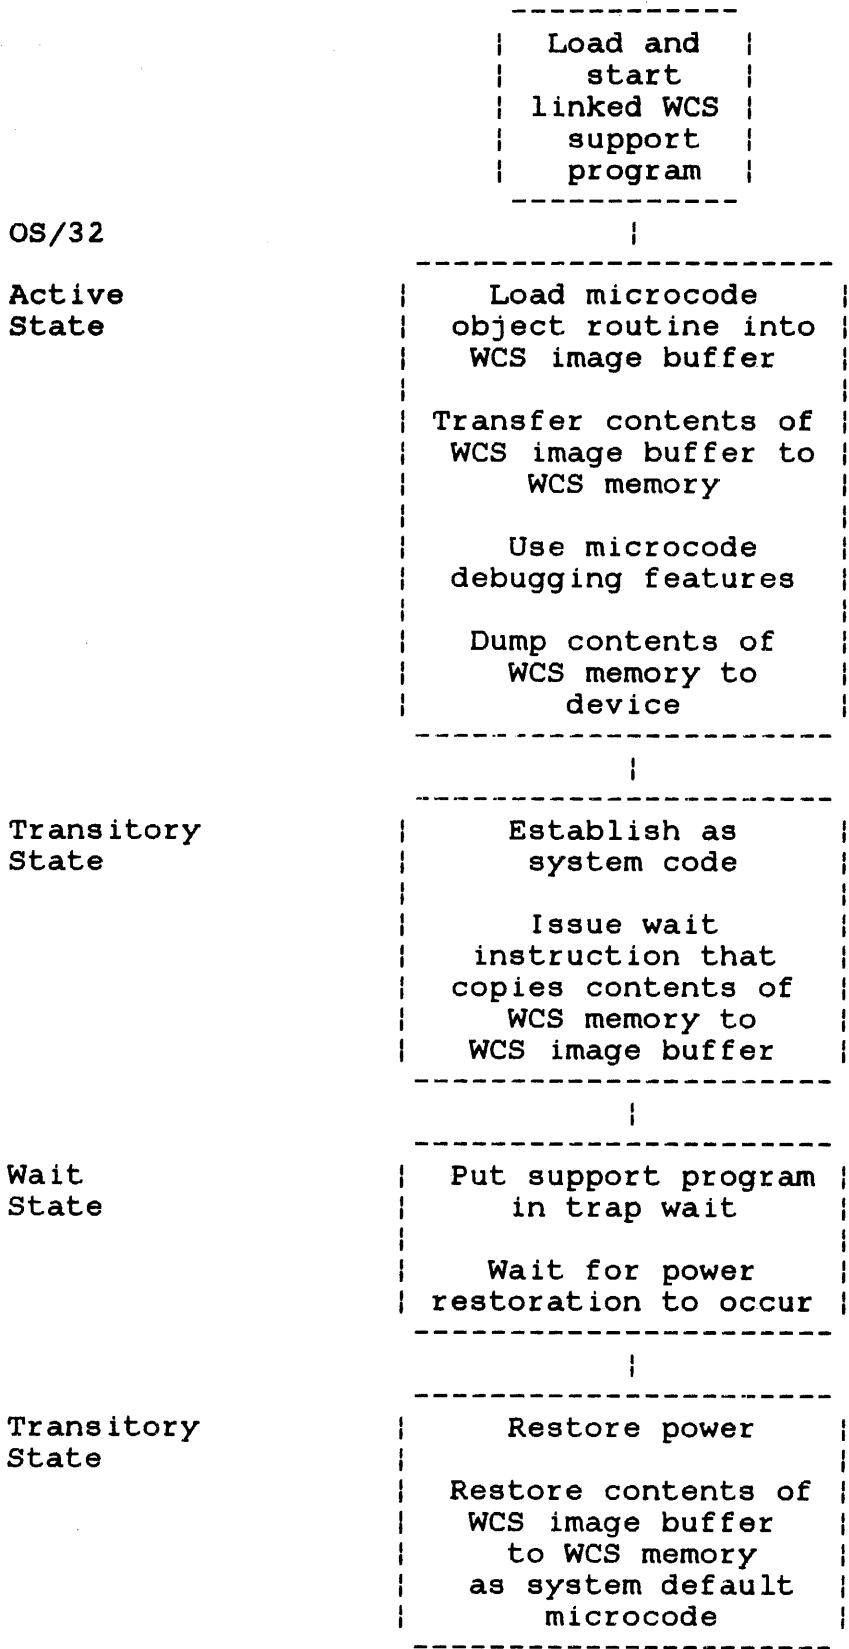 Load and
start
linked WCS
support
program
OS/32
Active
State
Load microcode
object routine into
WCS image buffer
Transfer contents of
WCS image buffer to
WCS memory
Use microcode
debugging features
Dump contents of
WCS memory to
device
Transitory
State
Establish as
system code
Issue wait
instruction that
copies contents of
WCS memory to
WCS image buffer
Wait
State
Put support program
in trap wait
Wait for power
restoration to occur
Transitory
State
Restore power
Restore contents of
WCS image buffer
to WCS memory
as system default
microcode